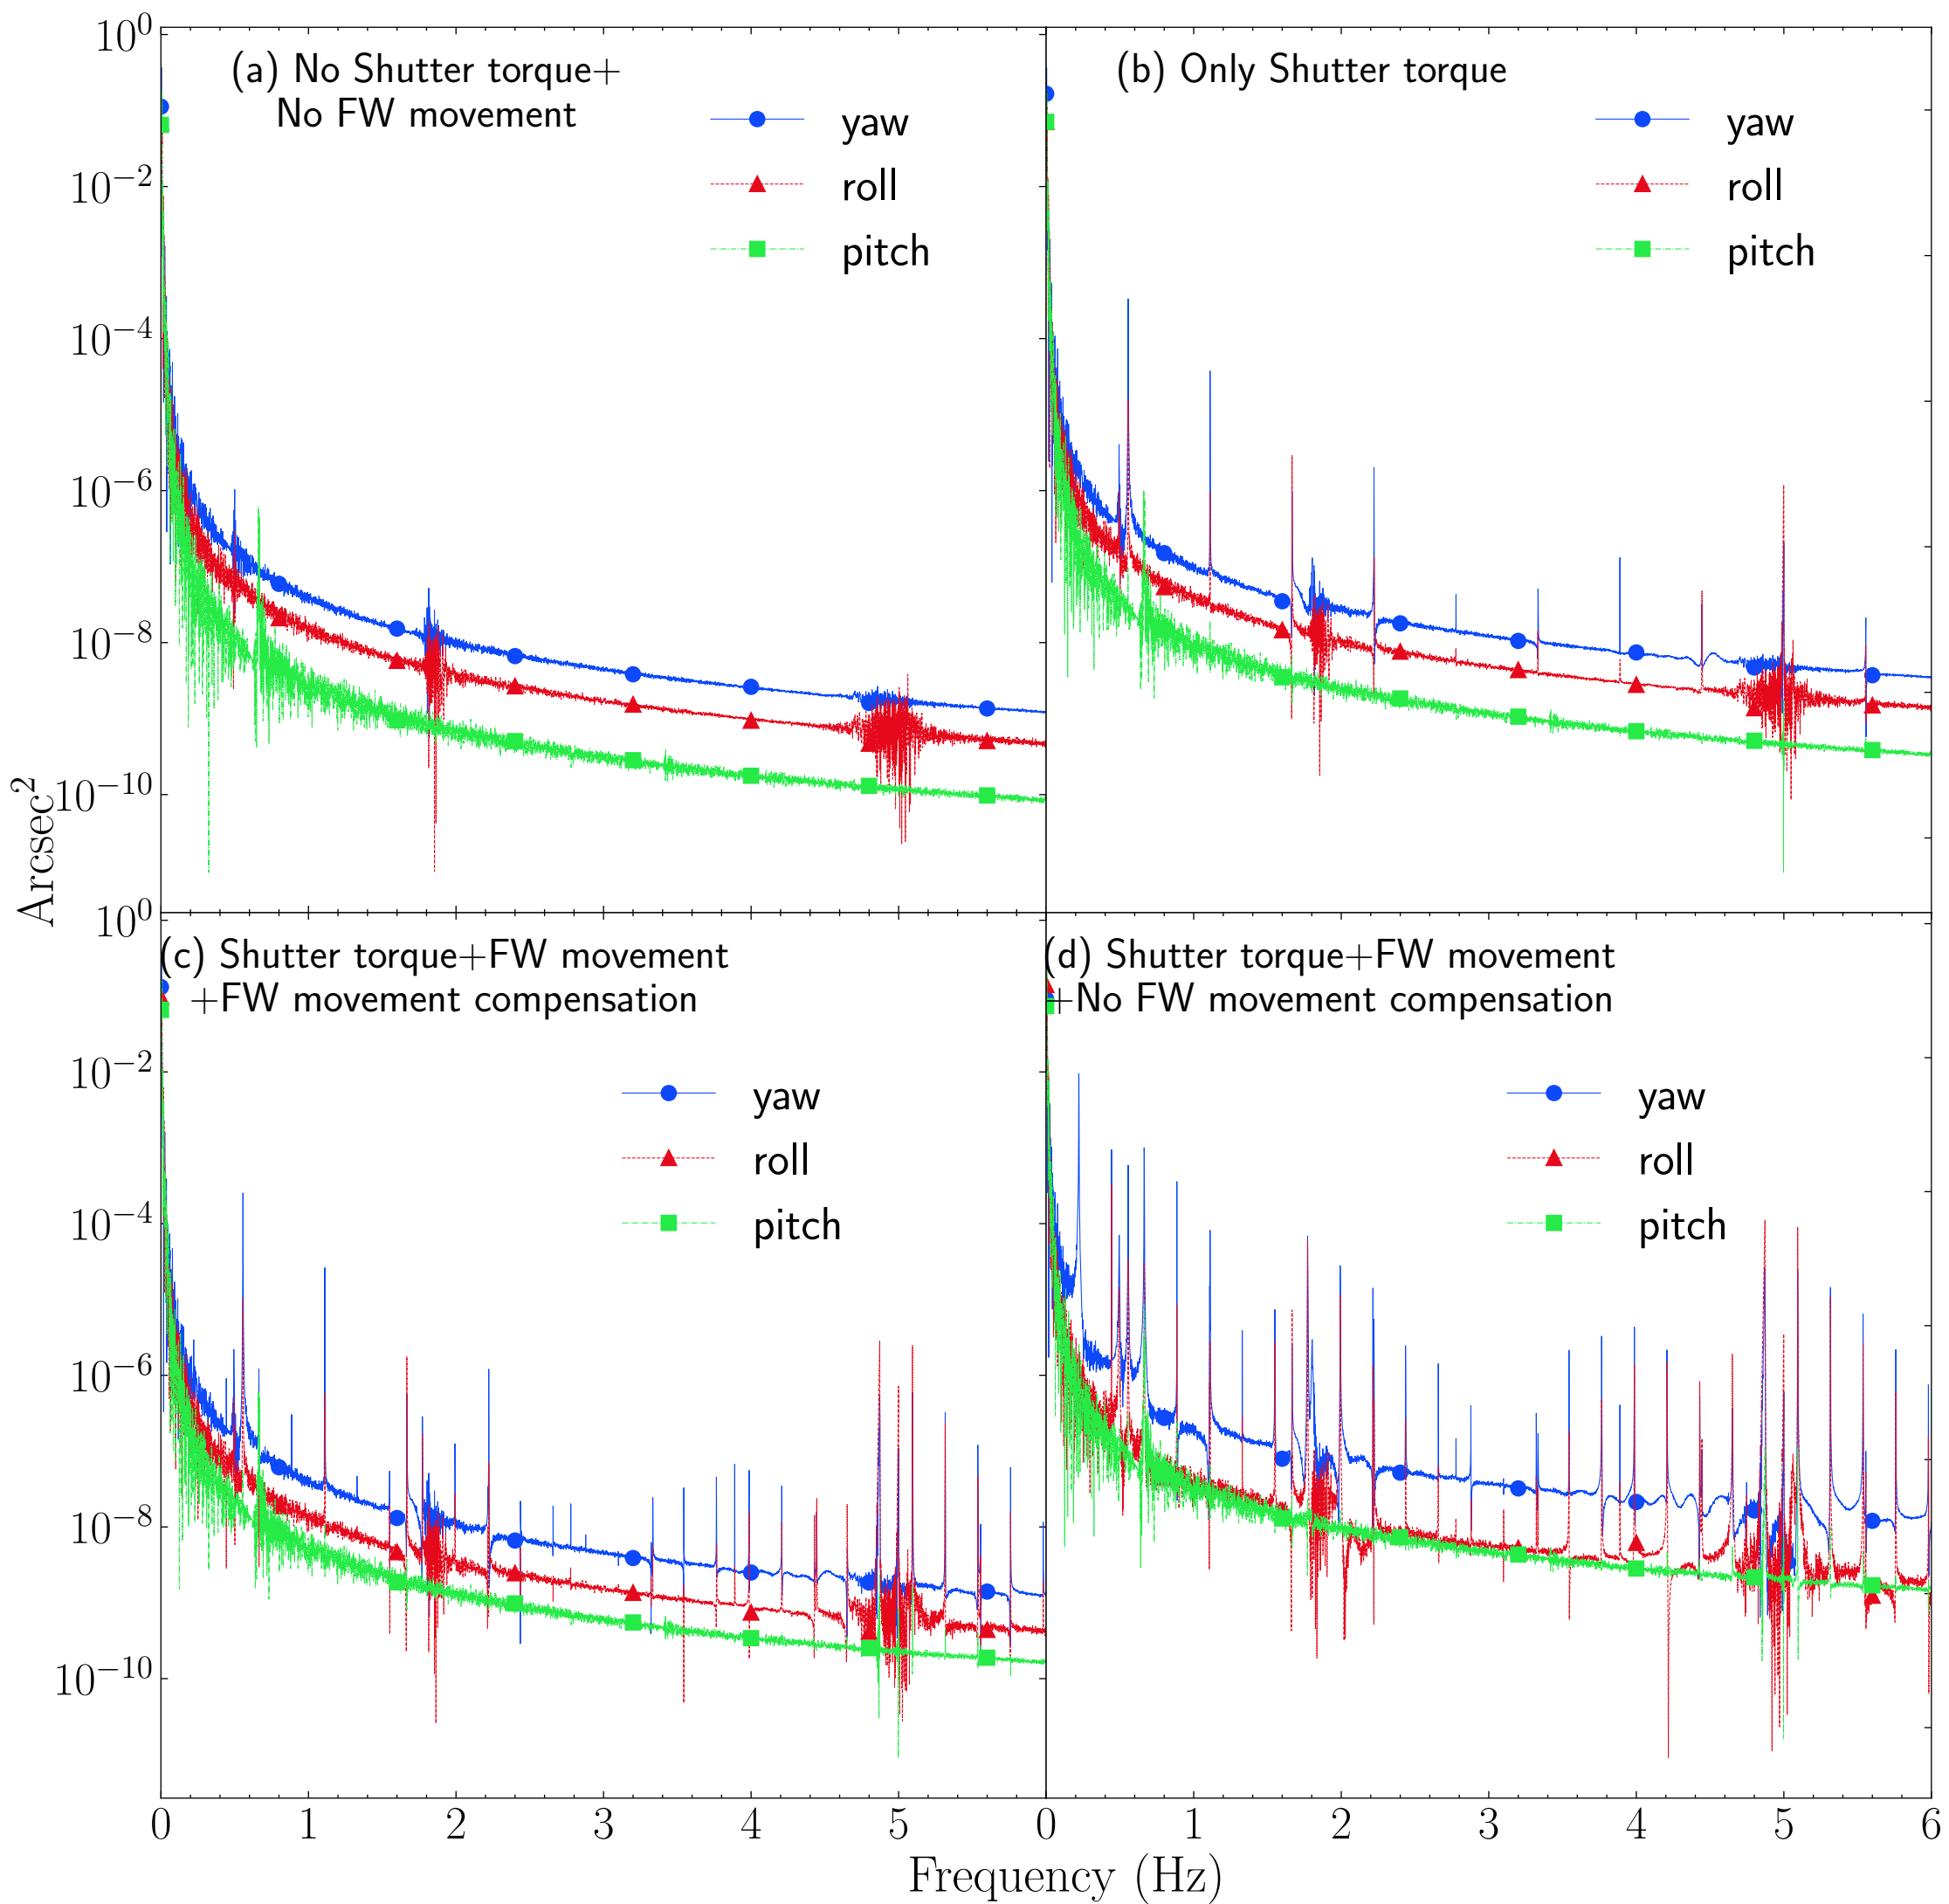 10^0
(a) No Shutter torque+
No FW movement
yaw
roll
pitch
10^−2
10^−4
10^−6
10^−8
10^−10
(b) Only Shutter torque
yaw
roll
pitch
Arcsec^2
10^0
(c) Shutter torque+FW movement
+FW movement compensation
yaw
roll
pitch
10^−2
10^−4
10^−6
10^−8
10^−10
(d) Shutter torque+FW movement
+No FW movement compensation
yaw
roll
pitch
0 1 2 3 4 5 0 1 2 3 4 5 6
Frequency (Hz)